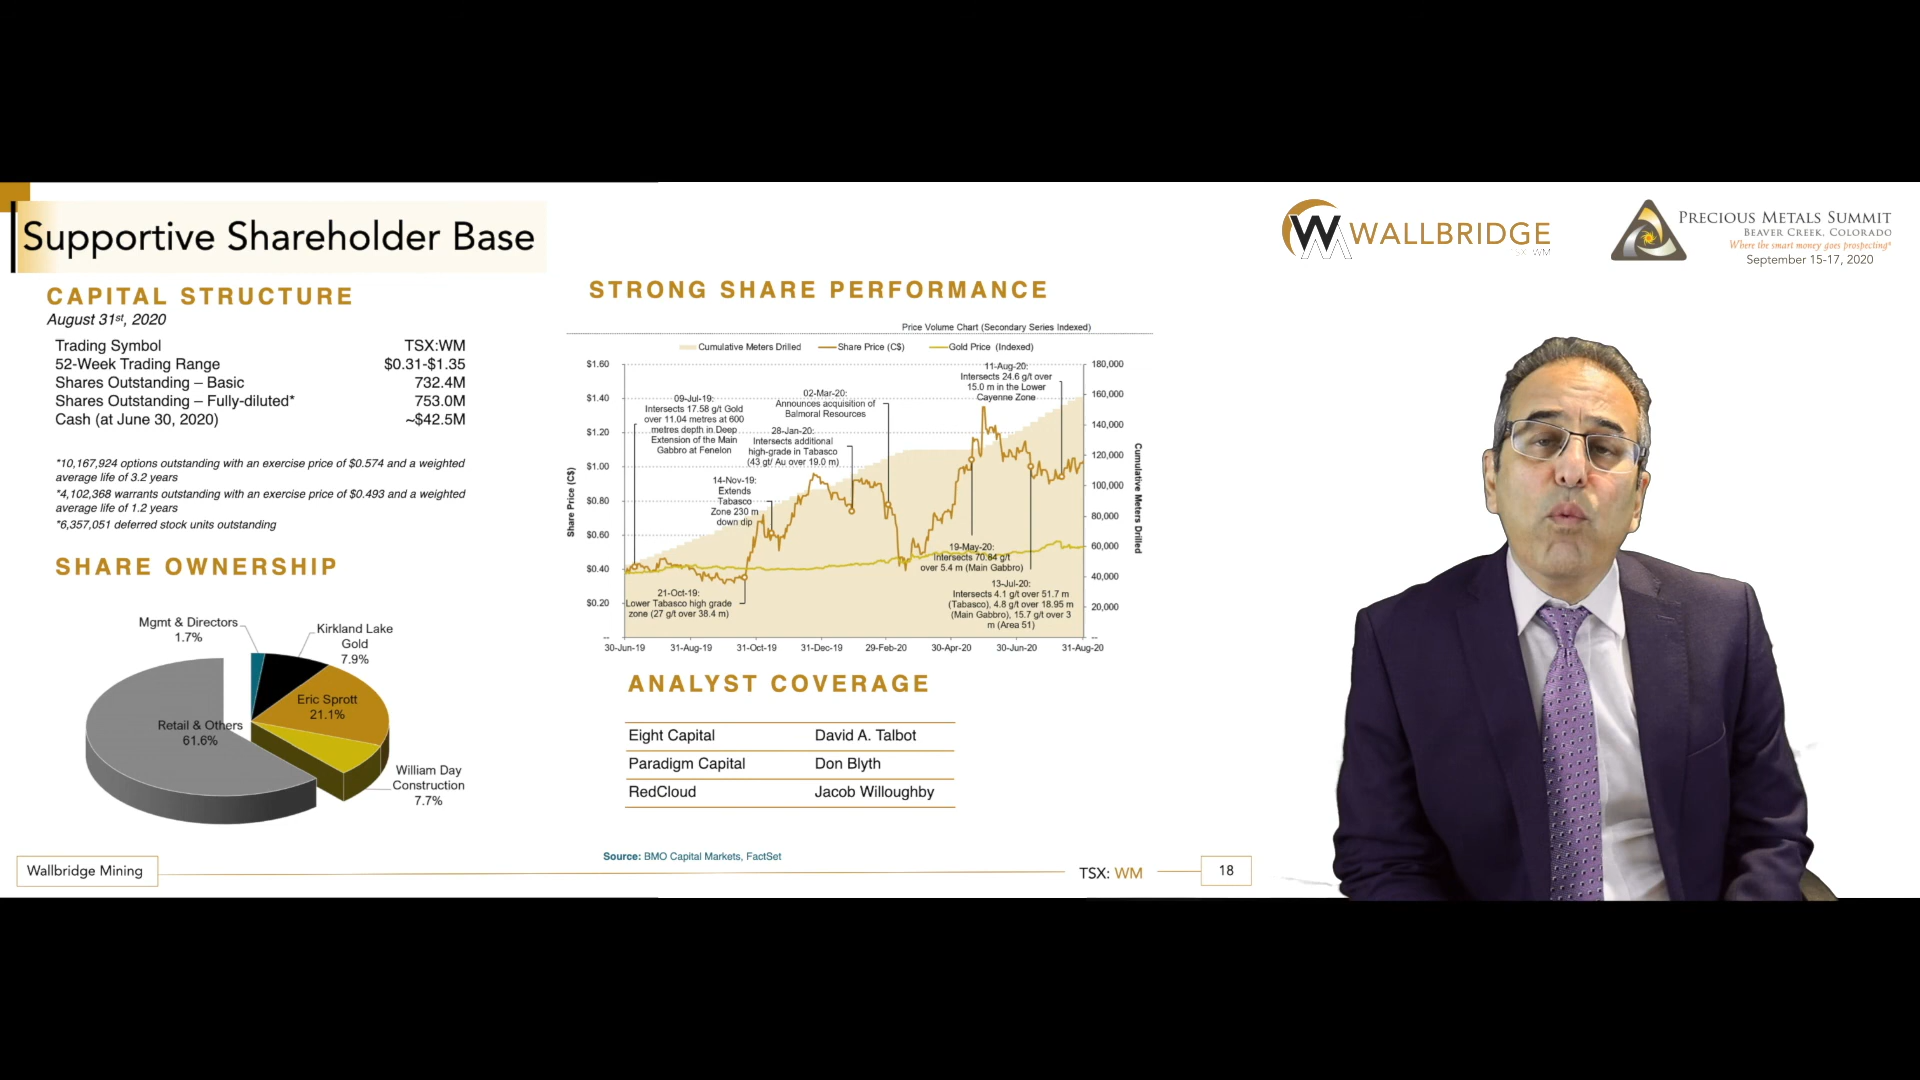 Supportive Shareholder Base
WALLBRIDGE
TSX: WM
PRECIOUS METALS SUMMIT
BEAVER CREEK, COLORADO
Where the smart money goes prospecting®
September 15-17, 2020
CAPITAL STRUCTURE
August 31st, 2020
Trading Symbol TSX:WM
52-Week Trading Range $0.31-$1.35
Shares Outstanding – Basic 732.4M
Shares Outstanding – Fully-diluted* 753.0M
Cash (at June 30, 2020) ~$42.5M
*10,167,924 options outstanding with an exercise price of $0.574 and a weighted
average life of 3.2 years
*4,102,368 warrants outstanding with an exercise price of $0.493 and a weighted
average life of 1.2 years
*6,357,051 deferred stock units outstanding
SHARE OWNERSHIP
Mgmt & Directors
1.7%
Kirkland Lake
Gold
7.9%
Eric Sprott
21.1%
Retail & Others
61.6%
William Day
Construction
7.7%
STRONG SHARE PERFORMANCE
Price Volume Chart (Secondary Series Indexed)
Cumulative Meters Drilled Share Price (C$) Gold Price (Indexed)
Share Price (C$)
$1.60
$1.40
$1.20
$1.00
$0.80
$0.60
$0.40
$0.20
--
09-Jul-19:
Intersects 17.58 g/t Gold
over 11.04 metres at 600
metres depth in Deep
Extension of the Main
Gabbro at Fenelon
21-Oct-19:
Lower Tabasco high grade
zone (27 g/t over 38.4 m)
14-Nov-19:
Extends
Tabasco
Zone 230 m
down dip
28-Jan-20:
Intersects additional
high-grade in Tabasco
(43 gt/ Au over 19.0 m)
02-Mar-20:
Announces acquisition of
Balmoral Resources
19-May-20:
Intersects 70.84 g/t
over 5.4 m (Main Gabbro)
13-Jul-20:
Intersects 4.1 g/t over 51.7 m
(Tabasco), 4.8 g/t over 18.95 m
(Main Gabbro), 15.7 g/t over 3
m (Area 51)
11-Aug-20:
Intersects 24.6 g/t over
15.0 m in the Lower
Cayenne Zone
180,000
160,000
140,000
120,000
100,000
80,000
60,000
40,000
20,000
--
Cumulative Meters Drilled
30-Jun-19 31-Aug-19 31-Oct-19 31-Dec-19 29-Feb-20 30-Apr-20 30-Jun-20 31-Aug-20
ANALYST COVERAGE
Eight Capital David A. Talbot
Paradigm Capital Don Blyth
RedCloud Jacob Willoughby
Source: BMO Capital Markets, FactSet
Wallbridge Mining
TSX: WM
18